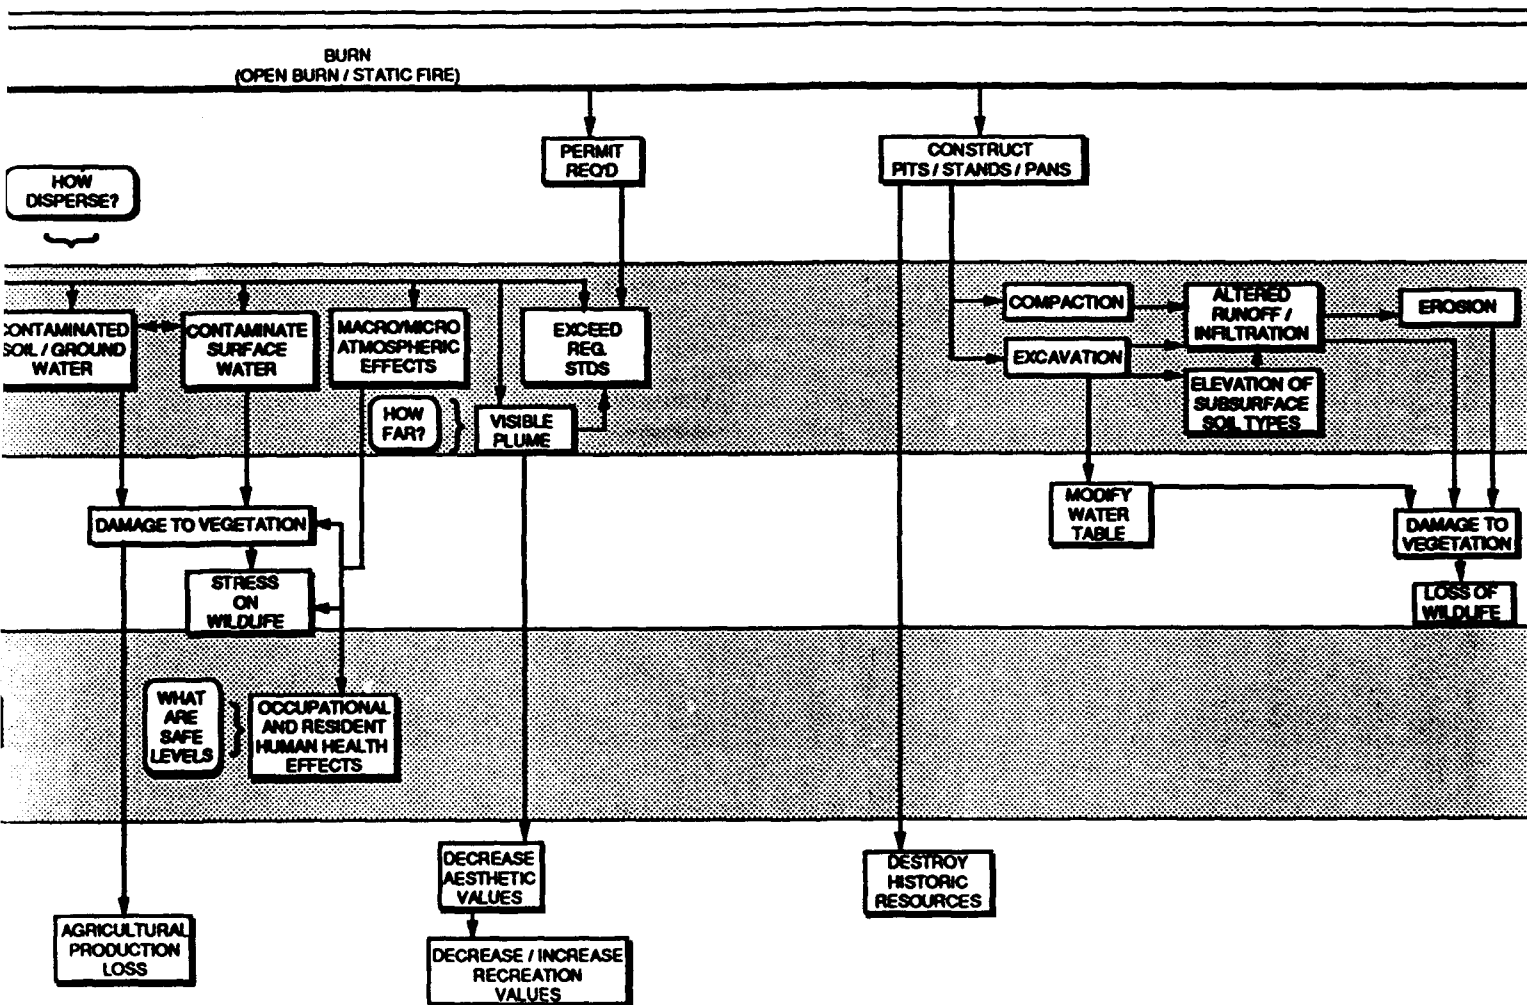 BURN
(OPEN BURN / STATIC FIRE)
PERMIT
REQ'D
CONSTRUCT
PITS / STANDS / PANS
HOW
DISPERSE?
CONTAMINATED
SOIL / GROUND
WATER
CONTAMINATE
SURFACE
WATER
MACRO/MICRO
ATMOSPHERIC
EFFECTS
EXCEED
REG.
STDS
HOW
FAR?
VISIBLE
PLUME
COMPACTION
EXCAVATION
ALTERED
RUNOFF /
INFILTRATION
ELEVATION OF
SUBSURFACE
SOIL TYPES
EROSION
DAMAGE TO VEGETATION
STRESS
ON
WILDLIFE
MODIFY
WATER
TABLE
DAMAGE TO
VEGETATION
LOSS OF
WILDLIFE
WHAT
ARE
SAFE
LEVELS
OCCUPATIONAL
AND RESIDENT
HUMAN HEALTH
EFFECTS
DECREASE
AESTHETIC
VALUES
DESTROY
HISTORIC
RESOURCES
AGRICULTURAL
PRODUCTION
LOSS
DECREASE / INCREASE
RECREATION
VALUES